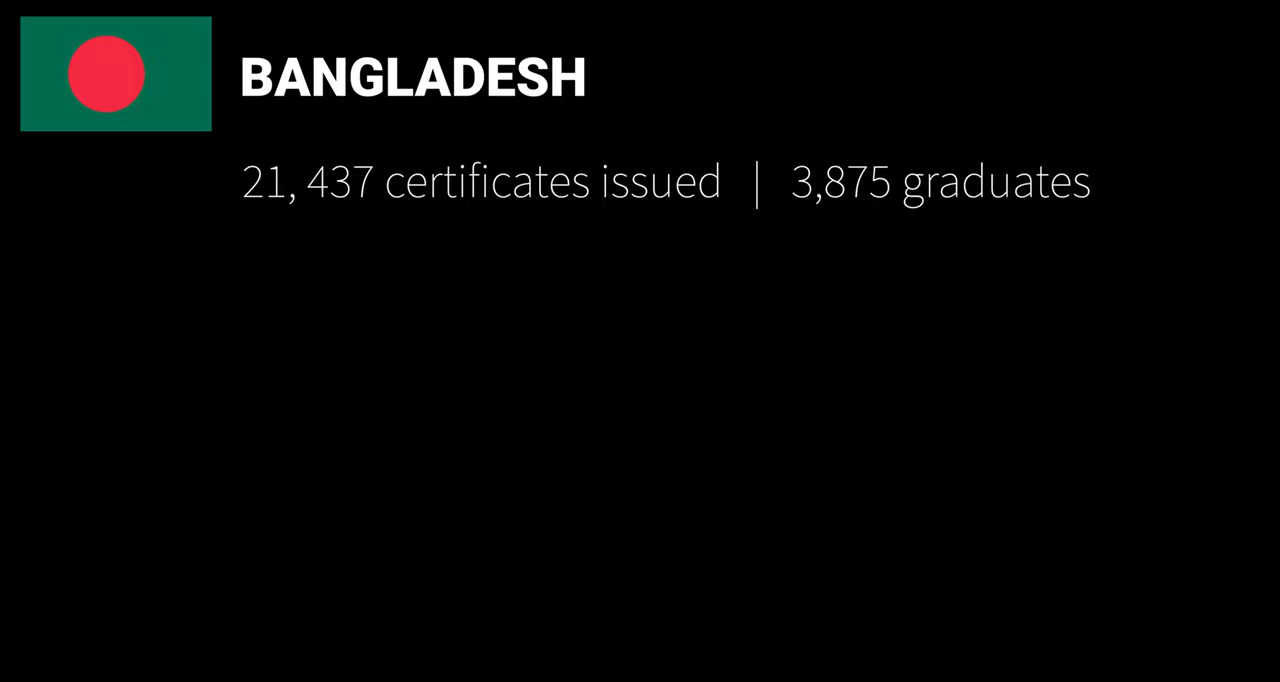 BANGLADESH
21, 437 certificates issued | 3,875 graduates